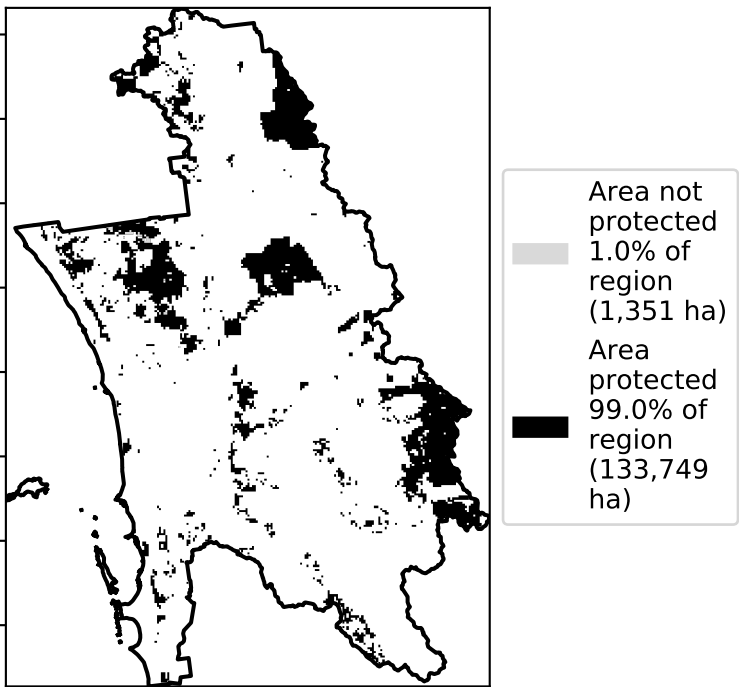 Area not
protected
1.0% of
region
(1,351 ha)
Area
protected
99.0% of
region
(133,749
ha)